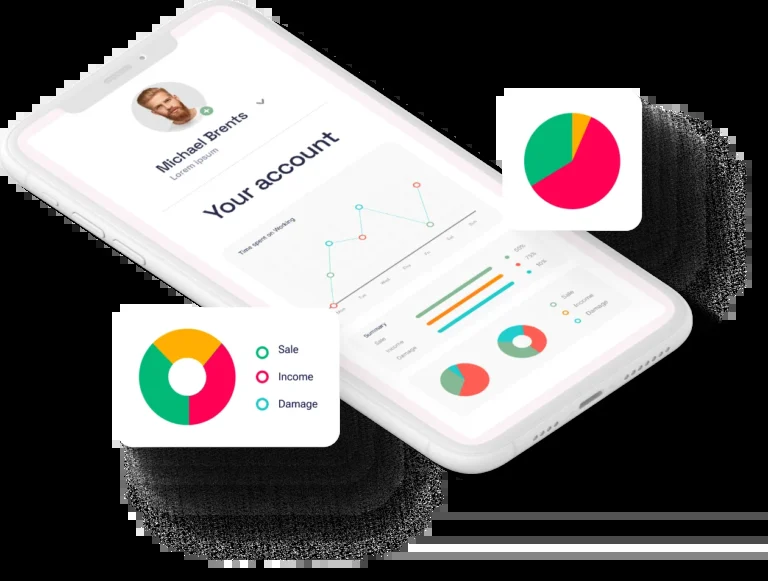 Michael Brents
Lorem Ipsum
Your account
Time spent on Working
Mon
Tue
Wed
Thu
Fri
Sat
Sun
Summary
Sale
Income
Damage
Sale
Income
Damage
Sale
Income
Damage